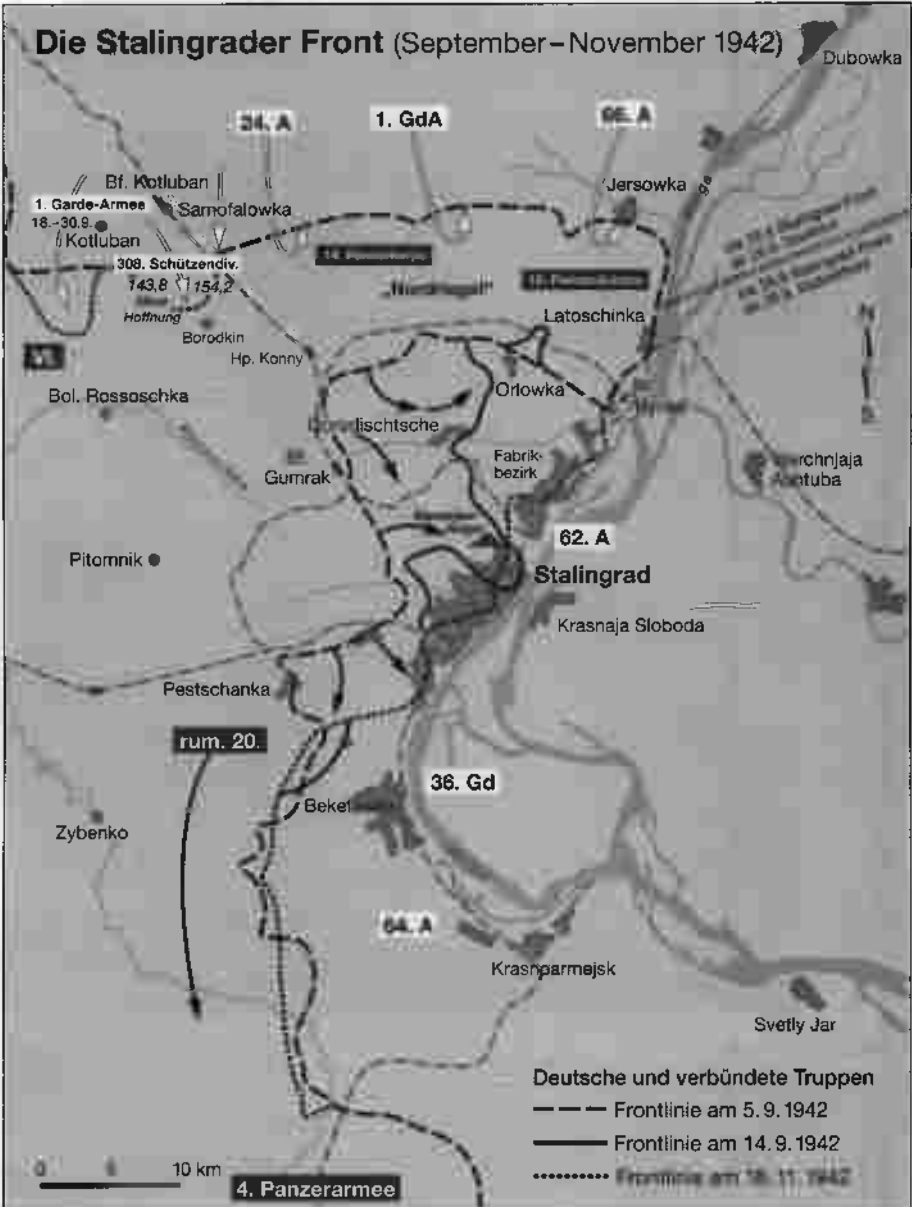 Die Stalingrader Front (September–November 1942)
Dubowka
24. A
1. GdA
66. A
Jersowka
Bf. Kotluban
1. Garde-Armee
18.–30.9.
Samofalowka
Kotluban
308. Schützendiv.
143,8 154,2
Hoffnung
Borodkin
Hp. Konny
„Nordriegel“
Latoschinka
N
S
VI.
Orlowka
Bol. Rossoschka
Fabrik-
bezirk
Gumrak
62. A
Pitomnik
Stalingrad
Krasnaja Sloboda
Pestschanka
rum. 20.
36. Gd
Zybenko
64. A
Krasnoarmejsk
Svetly Jar
Deutsche und verbündete Truppen
Frontlinie am 5.9.1942
Frontlinie am 14.9.1942
Frontlinie am 18.11.1942
0 10 km
4. Panzerarmee